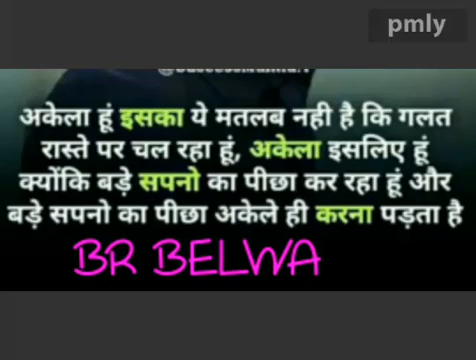 pmly
अकेला हूं इसका ये मतलब नही है कि गलत
रास्ते पर चल रहा हूं, अकेला इसलिए हूं
क्योंकि बड़े सपनो का पीछा कर रहा हूं और
बड़े सपनो का पीछा अकेले ही करना पड़ता है
BR BELWA